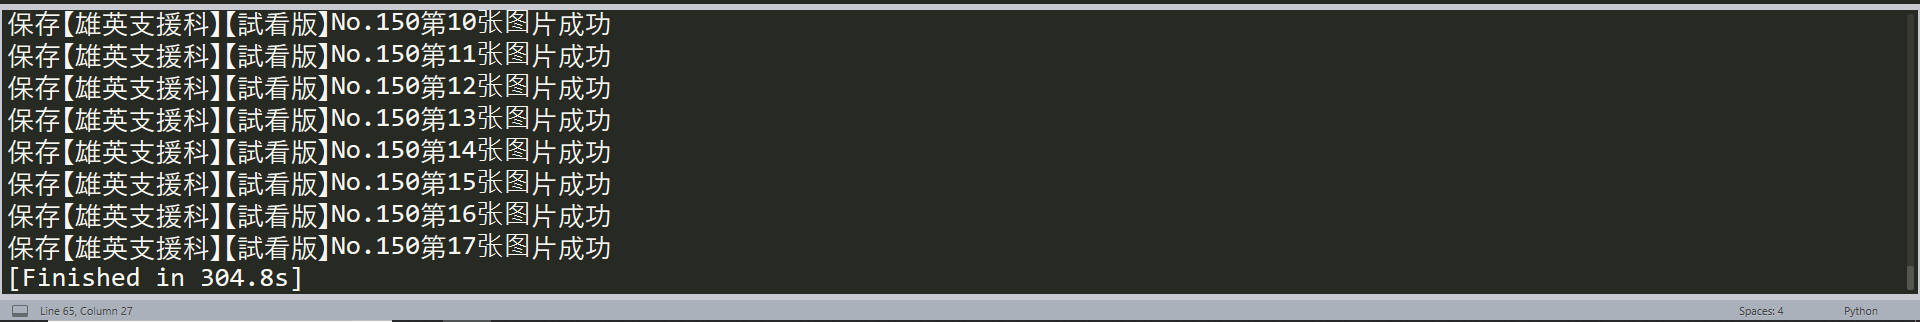 保存【雄英支援科】【試看版】No.150第10张图片成功
保存【雄英支援科】【試看版】No.150第11张图片成功
保存【雄英支援科】【試看版】No.150第12张图片成功
保存【雄英支援科】【試看版】No.150第13张图片成功
保存【雄英支援科】【試看版】No.150第14张图片成功
保存【雄英支援科】【試看版】No.150第15张图片成功
保存【雄英支援科】【試看版】No.150第16张图片成功
保存【雄英支援科】【試看版】No.150第17张图片成功
[Finished in 304.8s]
Line 65, Column 27 Spaces: 4 Python